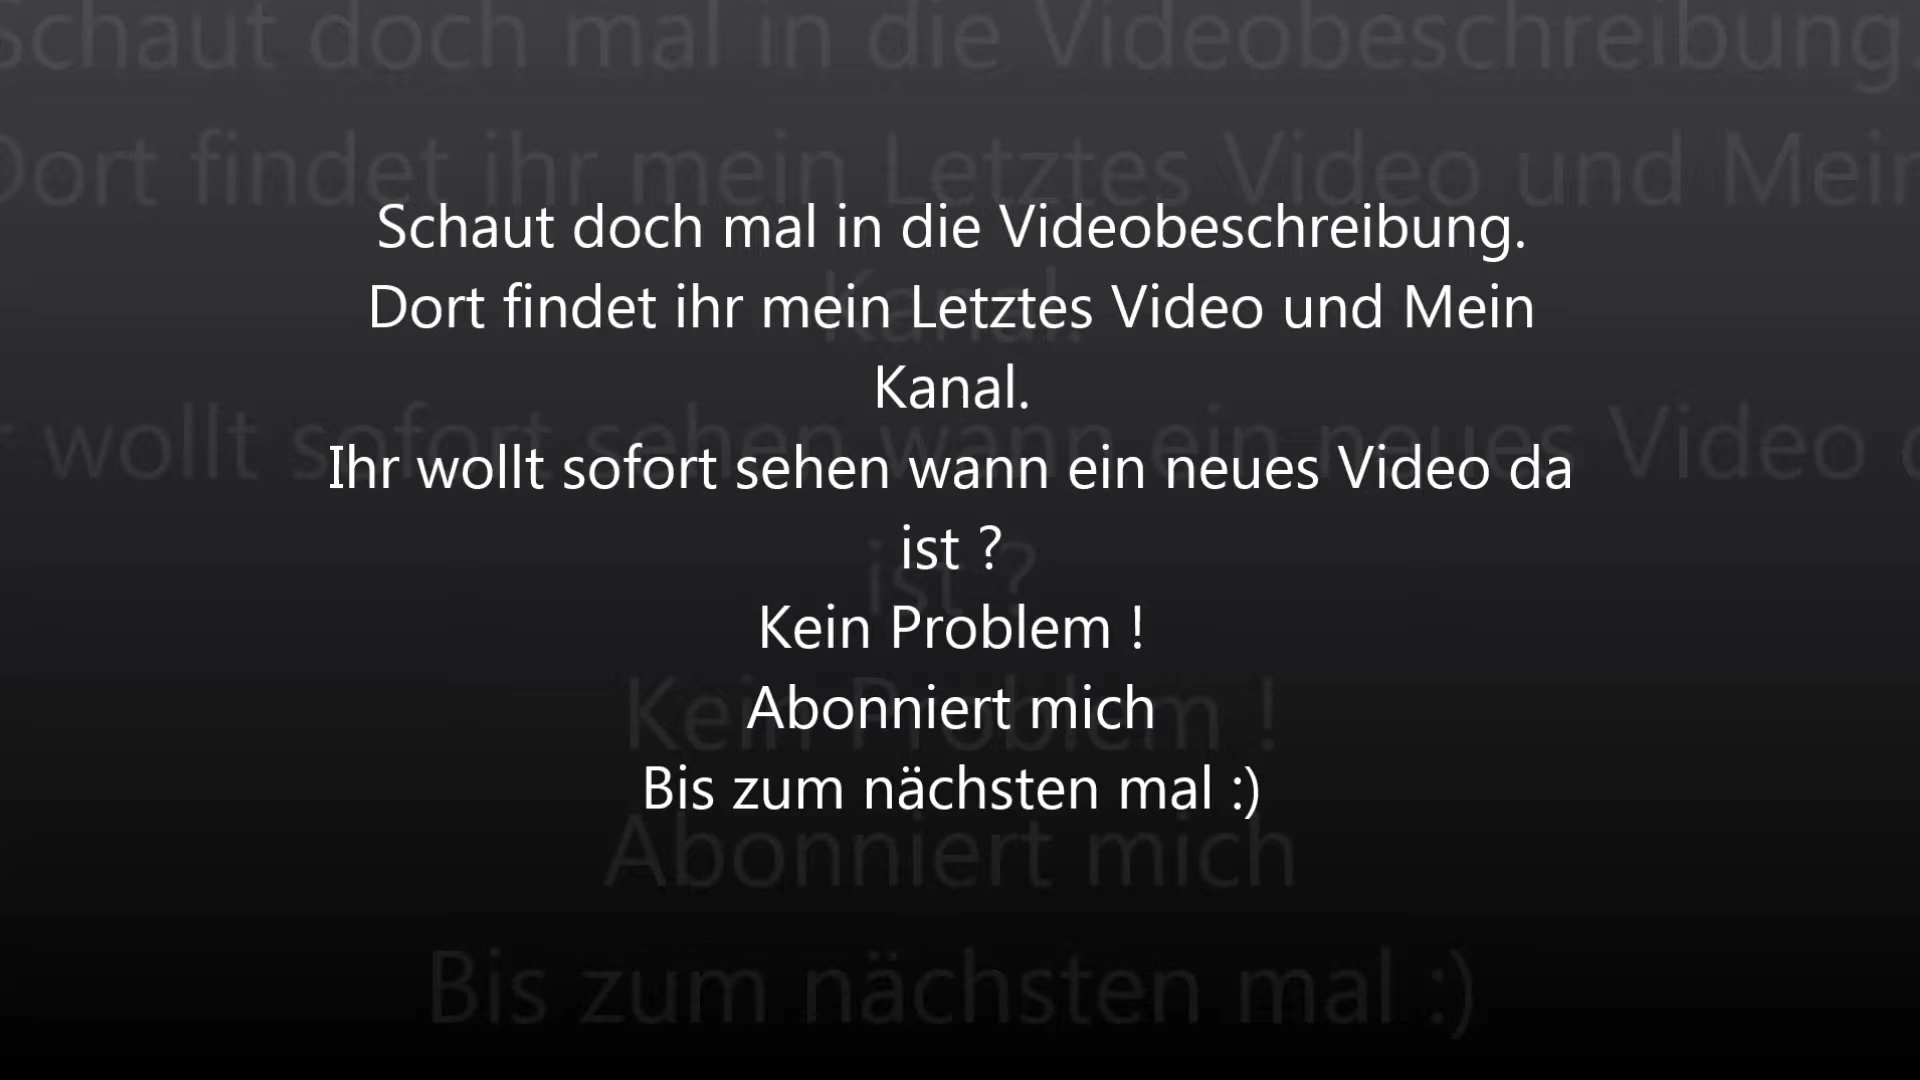 Schaut doch mal in die Videobeschreibung.
Dort findet ihr mein Letztes Video und Mein
Kanal.
Ihr wollt sofort sehen wann ein neues Video da
ist ?
Kein Problem !
Abonniert mich
Bis zum nächsten mal :)